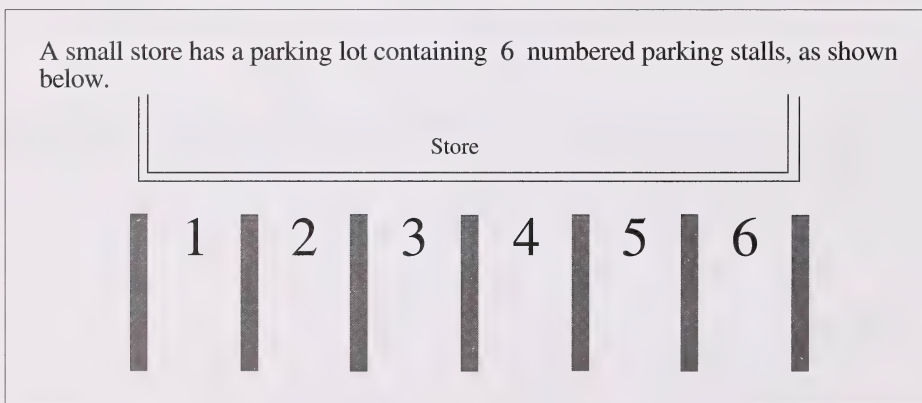 A small store has a parking lot containing 6 numbered parking stalls, as shown
below.
Store
1 2 3 4 5 6